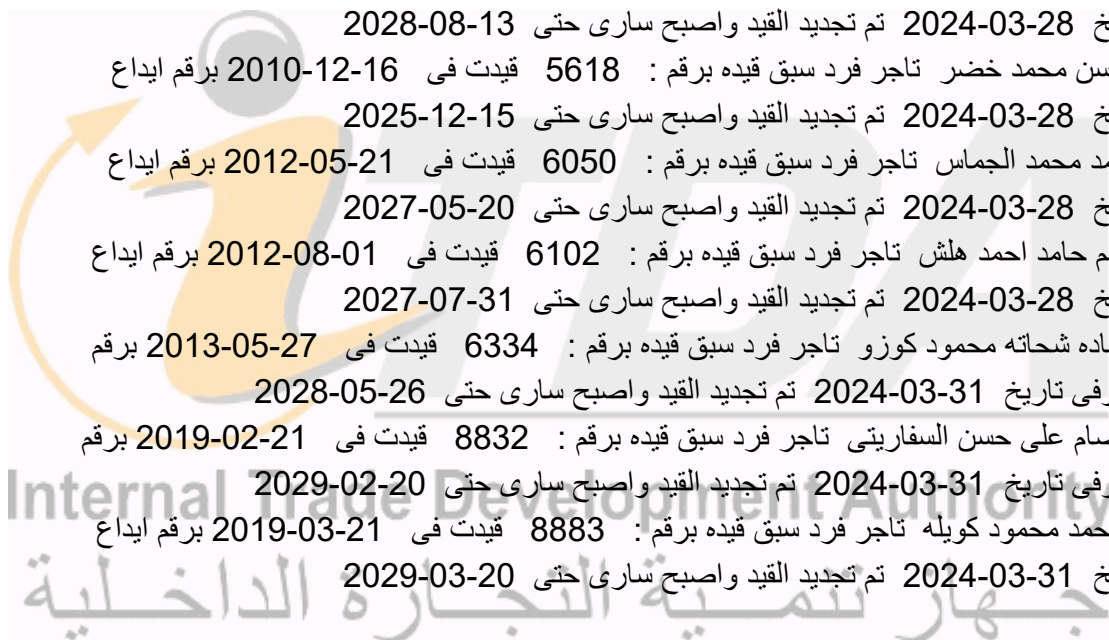 خ 2024-03-28 تم تجديد القيد واصبح سارى حتى 2028-08-13
سن محمد خضر تاجر فرد سبق قيده برقم : 5618 قيدت فى 2010-12-16 برقم ايداع
خ 2024-03-28 تم تجديد القيد واصبح سارى حتى 2025-12-15
مد محمد الجماس تاجر فرد سبق قيده برقم : 6050 قيدت فى 2012-05-21 برقم ايداع
خ 2024-03-28 تم تجديد القيد واصبح سارى حتى 2027-05-20
م حامد احمد هلش تاجر فرد سبق قيده برقم : 6102 قيدت فى 2012-08-01 برقم ايداع
خ 2024-03-28 تم تجديد القيد واصبح سارى حتى 2027-07-31
اده شحاته محمود كوزو تاجر فرد سبق قيده برقم : 6334 قيدت فى 2013-05-27 برقم
وفى تاريخ 2024-03-31 تم تجديد القيد واصبح سارى حتى 2028-05-26
سام على حسن السفاريتى تاجر فرد سبق قيده برقم : 8832 قيدت فى 2019-02-21 برقم
وفى تاريخ 2024-03-31 تم تجديد القيد واصبح سارى حتى 2029-02-20
حمد محمود كويله تاجر فرد سبق قيده برقم : 8883 قيدت فى 2019-03-21 برقم ايداع
خ 2024-03-31 تم تجديد القيد واصبح سارى حتى 2029-03-20
iTDA
Internal Trade Development Authority
جهاز تنمية التجارة الداخلية